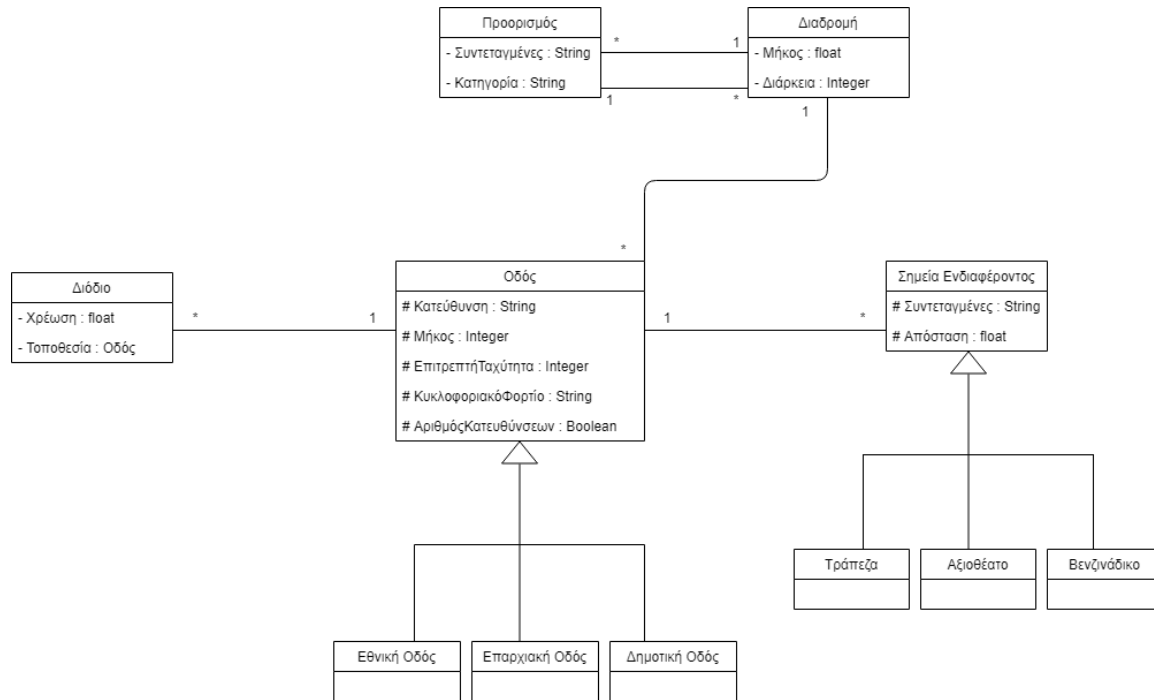 Προορισμός
- Συντεταγμένες : String
- Κατηγορία : String
* 1
1 *
Διαδρομή
- Μήκος : float
- Διάρκεια : Integer
1
*
Διόδιο
- Χρέωση : float
- Τοποθεσία : Οδός
* 1
Οδός
# Κατεύθυνση : String
# Μήκος : Integer
# ΕπιτρεπτήΤαχύτητα : Integer
# ΚυκλοφοριακόΦορτίο : String
# ΑριθμόςΚατευθύνσεων : Boolean
1 *
Σημεία Ενδιαφέροντος
# Συντεταγμένες : String
# Απόσταση : float
Τράπεζα
Αξιοθέατο
Βενζινάδικο
Εθνική Οδός
Επαρχιακή Οδός
Δημοτική Οδός